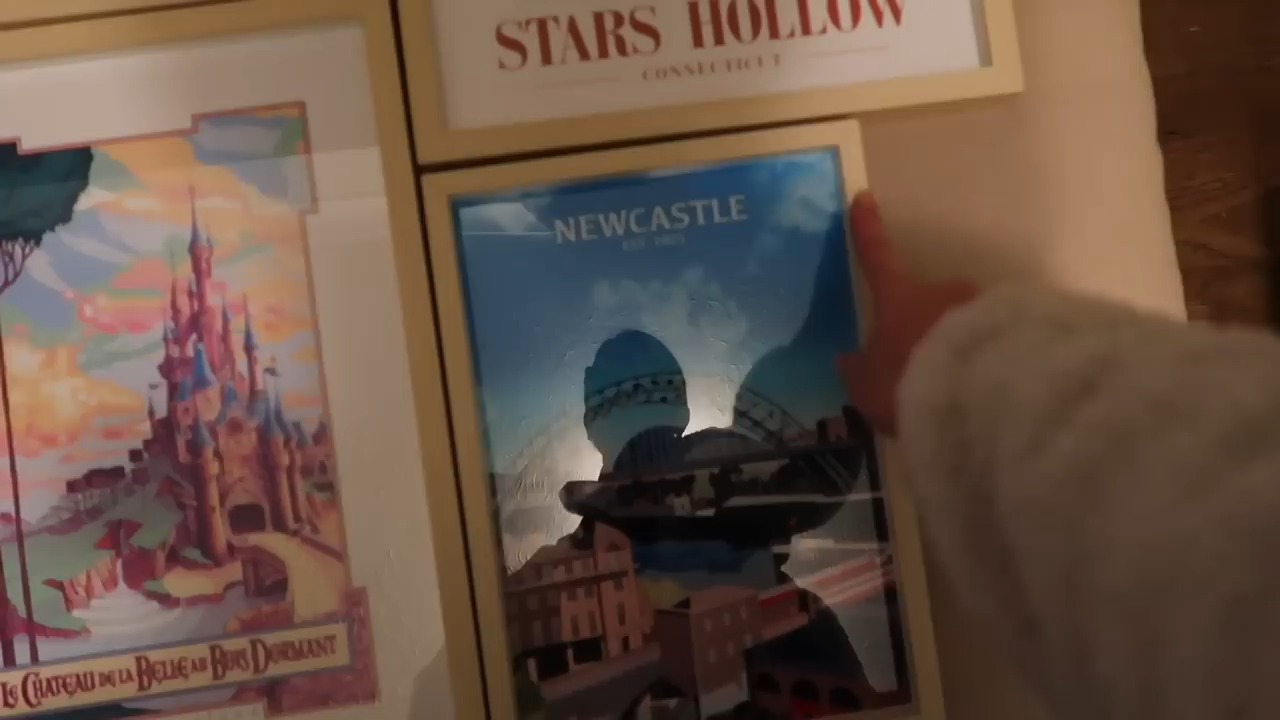 STARS HOLLOW
CONNECTICUT
NEWCASTLE
LE CHATEAU DE LA BELLE AU BOIS DORMANT